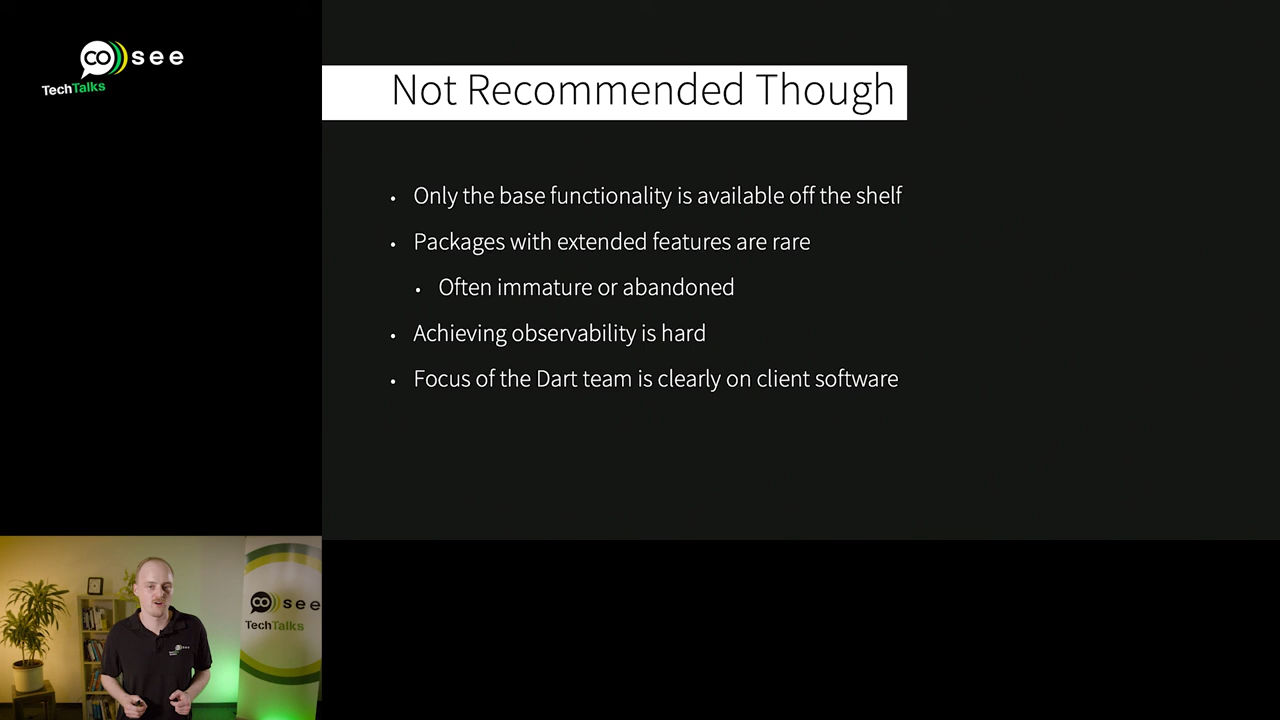 cosee
TechTalks
Not Recommended Though
• Only the base functionality is available off the shelf
• Packages with extended features are rare
• Often immature or abandoned
• Achieving observability is hard
• Focus of the Dart team is clearly on client software
cosee
TechTalks